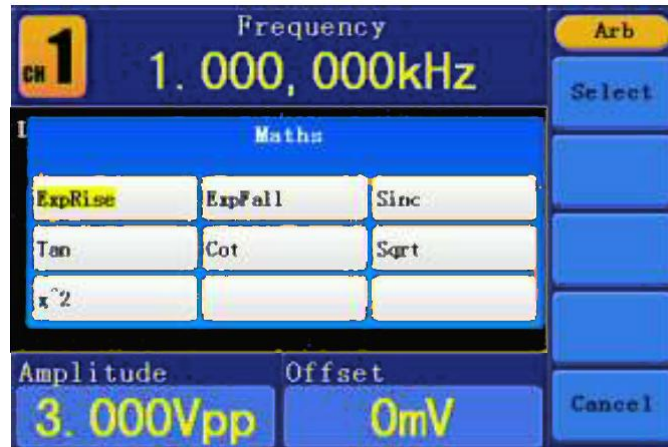 CH 1
Frequency
1.000,000kHz
Arb
Select
Maths
ExpRise ExpFall Sinc
Tan Cot Sqrt
x^2
Amplitude Offset
3.000Vpp 0mV
Cancel